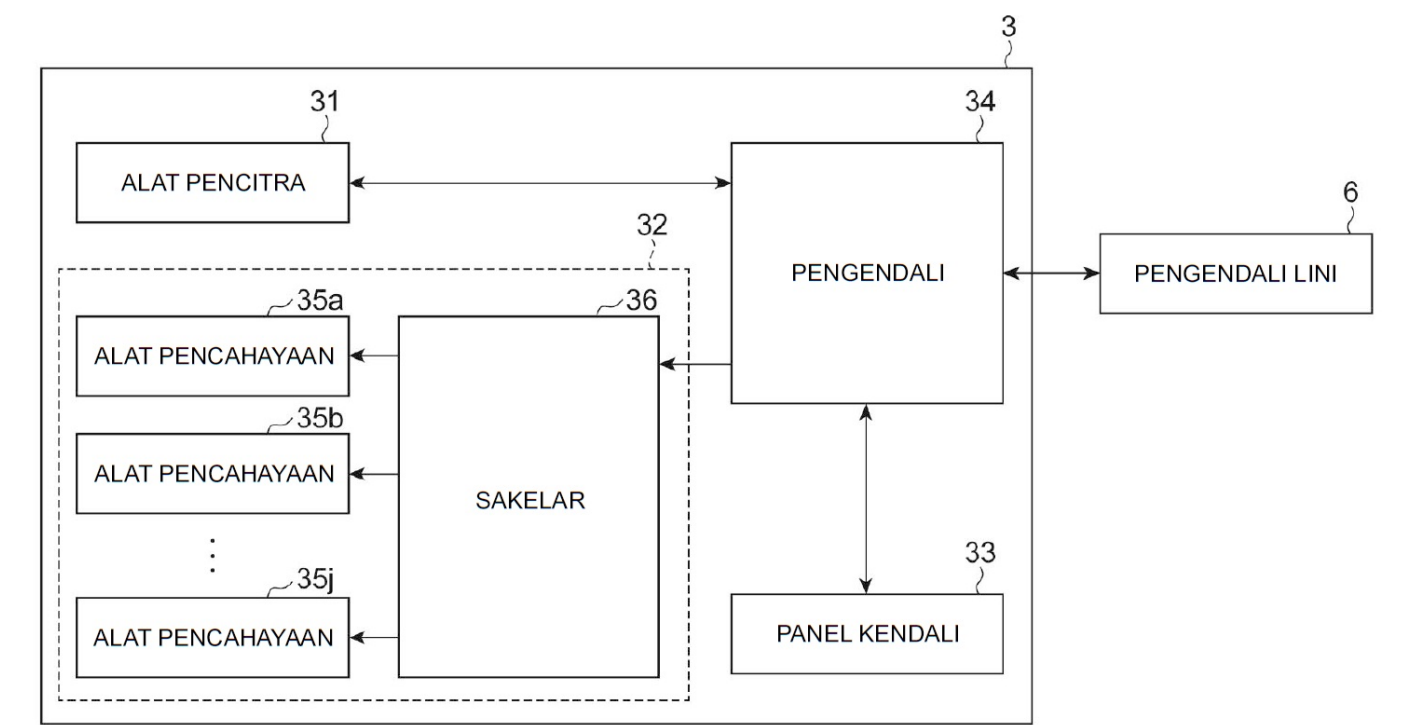 3
31
34
ALAT PENCITRA
6
32
PENGENDALI
PENGENDALI LINI
35a
36
ALAT PENCAHAYAAN
35b
ALAT PENCAHAYAAN
SAKELAR
33
35j
PANEL KENDALI
ALAT PENCAHAYAAN